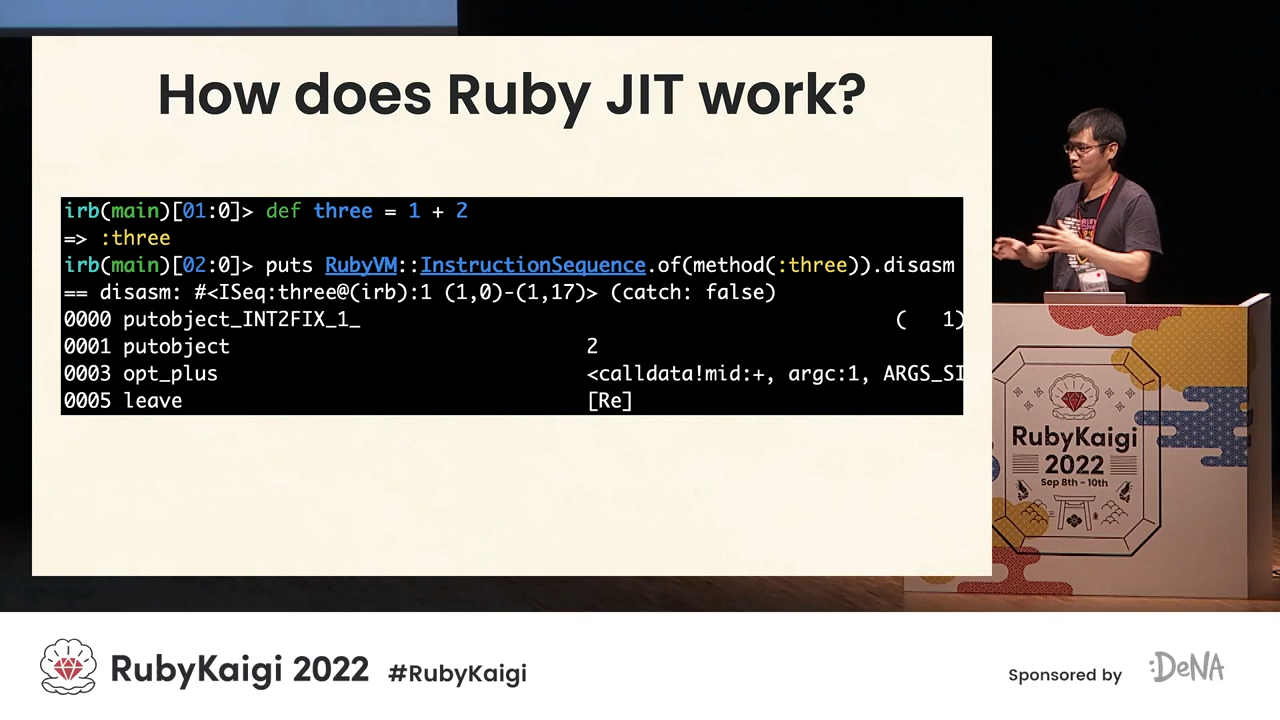 How does Ruby JIT work?
irb(main)[01:0]> def three = 1 + 2
=> :three
irb(main)[02:0]> puts RubyVM::InstructionSequence.of(method(:three)).disasm
== disasm: #<ISeq:three@(irb):1 (1,0)-(1,17)> (catch: false)
0000 putobject_INT2FIX_1_ ( 1)
0001 putobject 2
0003 opt_plus <calldata!mid:+, argc:1, ARGS_SI
0005 leave [Re]
RubyKaigi
2022
Sep 8th - 10th
RubyKaigi 2022 #RubyKaigi
Sponsored by :DeNA